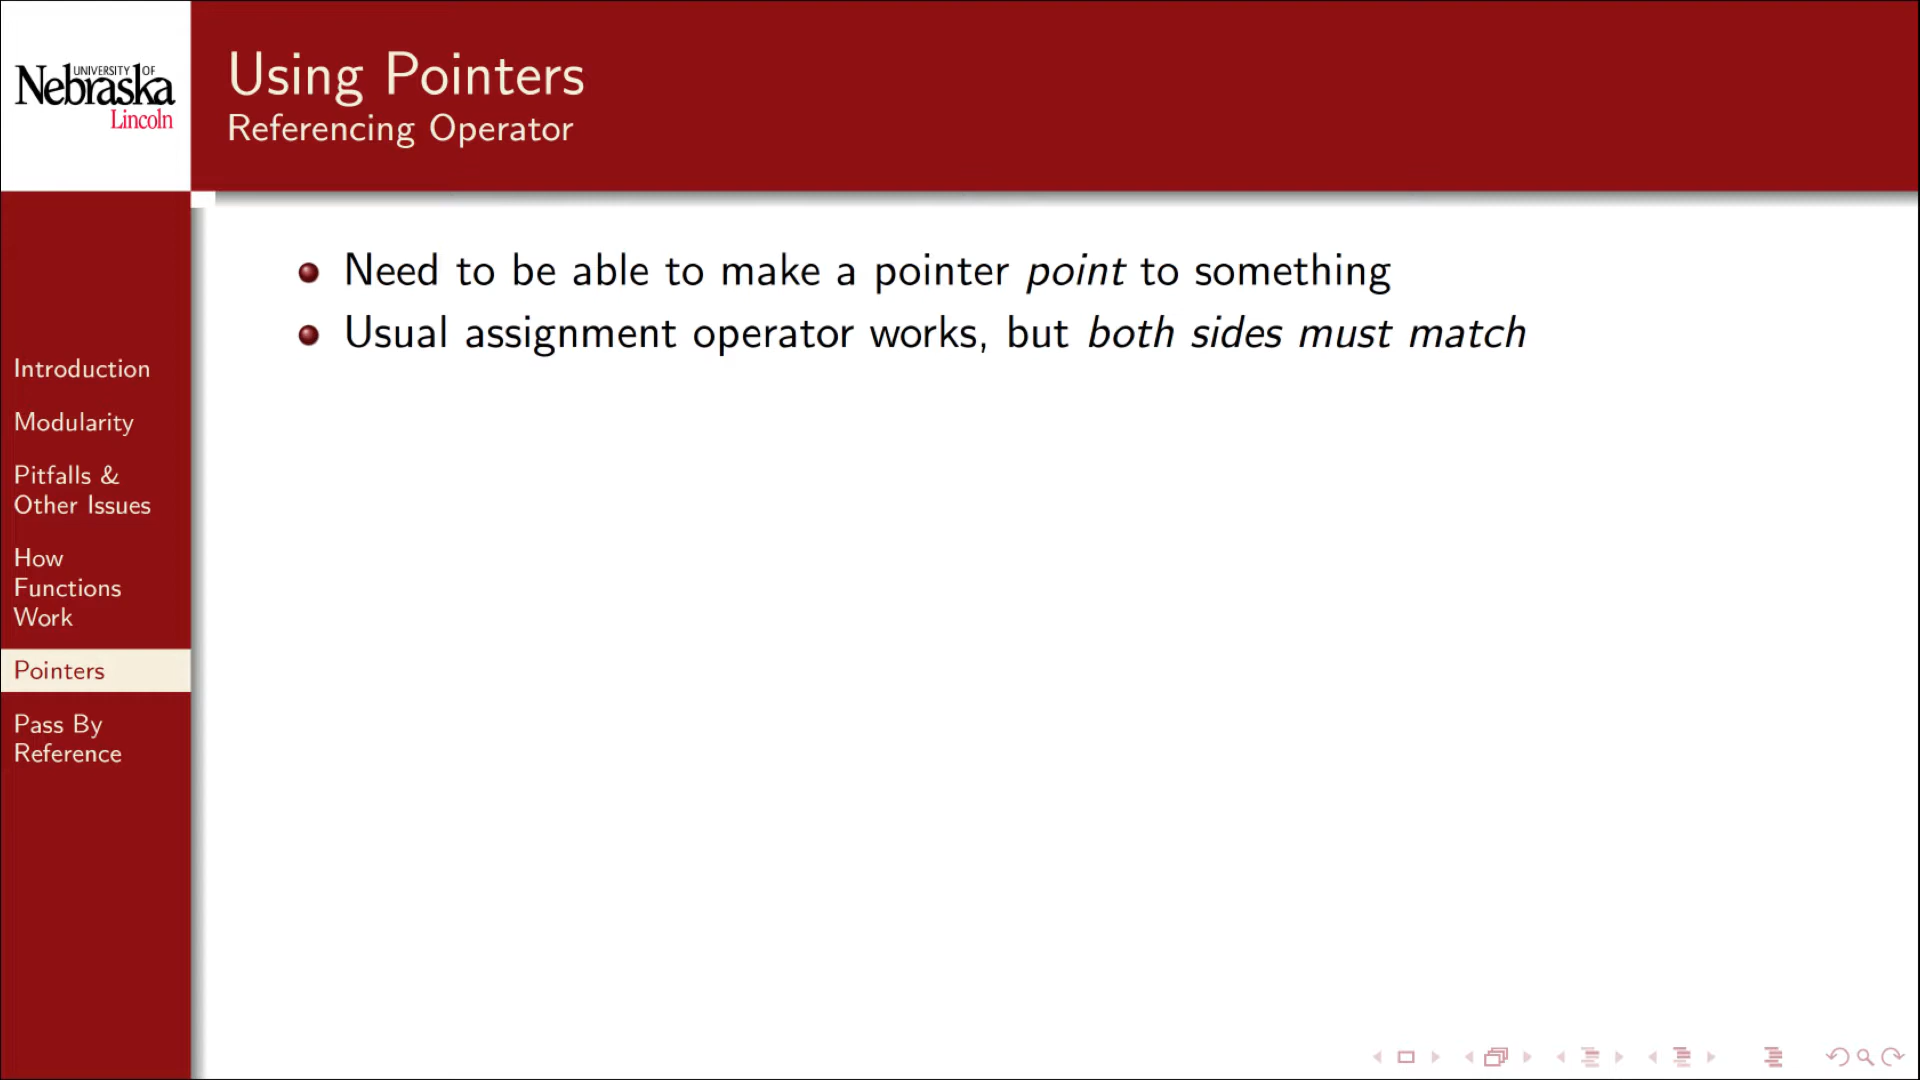 UNIVERSITY OF
Nebraska
Lincoln
Using Pointers
Referencing Operator
Introduction
Modularity
Pitfalls &
Other Issues
How
Functions
Work
Pointers
Pass By
Reference
Need to be able to make a pointer point to something
Usual assignment operator works, but both sides must match